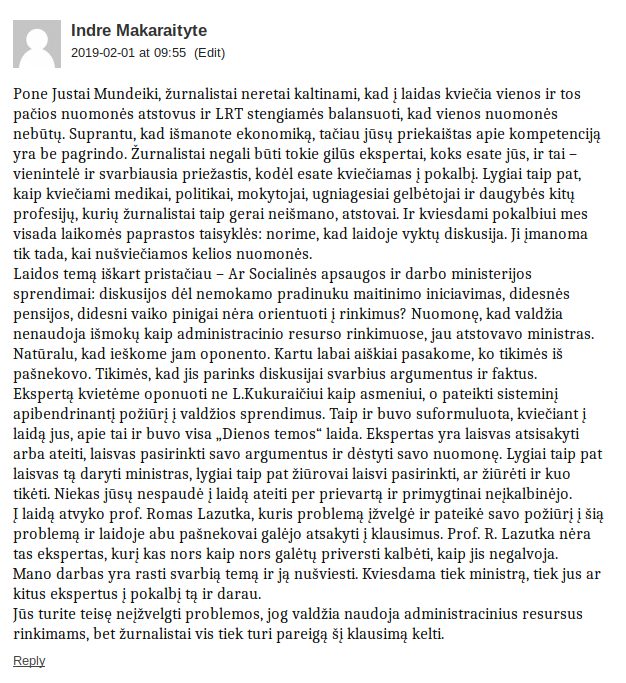 Indre Makaraityte
2019-02-01 at 09:55 (Edit)
Pone Justai Mundeiki, žurnalistai neretai kaltinami, kad į laidas kviečia vienos ir tos
pačios nuomonės atstovus ir LRT stengiamės balansuoti, kad vienos nuomonės
nebūtų. Suprantu, kad išmanote ekonomiką, tačiau jūsų priekaištas apie kompetenciją
yra be pagrindo. Žurnalistai negali būti tokie gilūs ekspertai, koks esate jūs, ir tai –
vienintelė ir svarbiausia priežastis, kodėl esate kviečiamas į pokalbį. Lygiai taip pat,
kaip kviečiami medikai, politikai, mokytojai, ugniagesiai gelbėtojai ir daugybės kitų
profesijų, kurių žurnalistai taip gerai neišmano, atstovai. Ir kviesdami pokalbiui mes
visada laikomės paprastos taisyklės: norime, kad laidoje vyktų diskusija. Ji įmanoma
tik tada, kai nušviečiamos kelios nuomonės.
Laidos temą iškart pristačiau – Ar Socialinės apsaugos ir darbo ministerijos
sprendimai: diskusijos dėl nemokamo pradinuku maitinimo iniciavimas, didesnės
pensijos, didesni vaiko pinigai nėra orientuoti į rinkimus? Nuomonę, kad valdžia
nenaudoja išmokų kaip administracinio resurso rinkimuose, jau atstovavo ministras.
Natūralu, kad ieškome jam oponento. Kartu labai aiškiai pasakome, ko tikimės iš
pašnekovo. Tikimės, kad jis parinks diskusijai svarbius argumentus ir faktus.
Ekspertą kvietėme oponuoti ne L.Kukuraičiui kaip asmeniui, o pateikti sisteminį
apibendrinantį požiūrį į valdžios sprendimus. Taip ir buvo suformuluota, kviečiant į
laidą jus, apie tai ir buvo visa „Dienos temos“ laida. Ekspertas yra laisvas atsisakyti
arba ateiti, laisvas pasirinkti savo argumentus ir dėstyti savo nuomonę. Lygiai taip pat
laisvas tą daryti ministras, lygiai taip pat žiūrovai laisvi pasirinkti, ar žiūrėti ir kuo
tikėti. Niekas jūsų nespaudė į laidą ateiti per prievartą ir primygtinai neįkalbinėjo.
Į laidą atvyko prof. Romas Lazutka, kuris problemą įžvelgė ir pateikė savo požiūrį į šią
problemą ir laidoje abu pašnekovai galėjo atsakyti į klausimus. Prof. R. Lazutka nėra
tas ekspertas, kurį kas nors kaip nors galėtų priversti kalbėti, kaip jis negalvoja.
Mano darbas yra rasti svarbią temą ir ją nušviesti. Kviesdama tiek ministrą, tiek jus ar
kitus ekspertus į pokalbį tą ir darau.
Jūs turite teisę neįžvelgti problemos, jog valdžia naudoja administracinius resursus
rinkimams, bet žurnalistai vis tiek turi pareigą šį klausimą kelti.
Reply